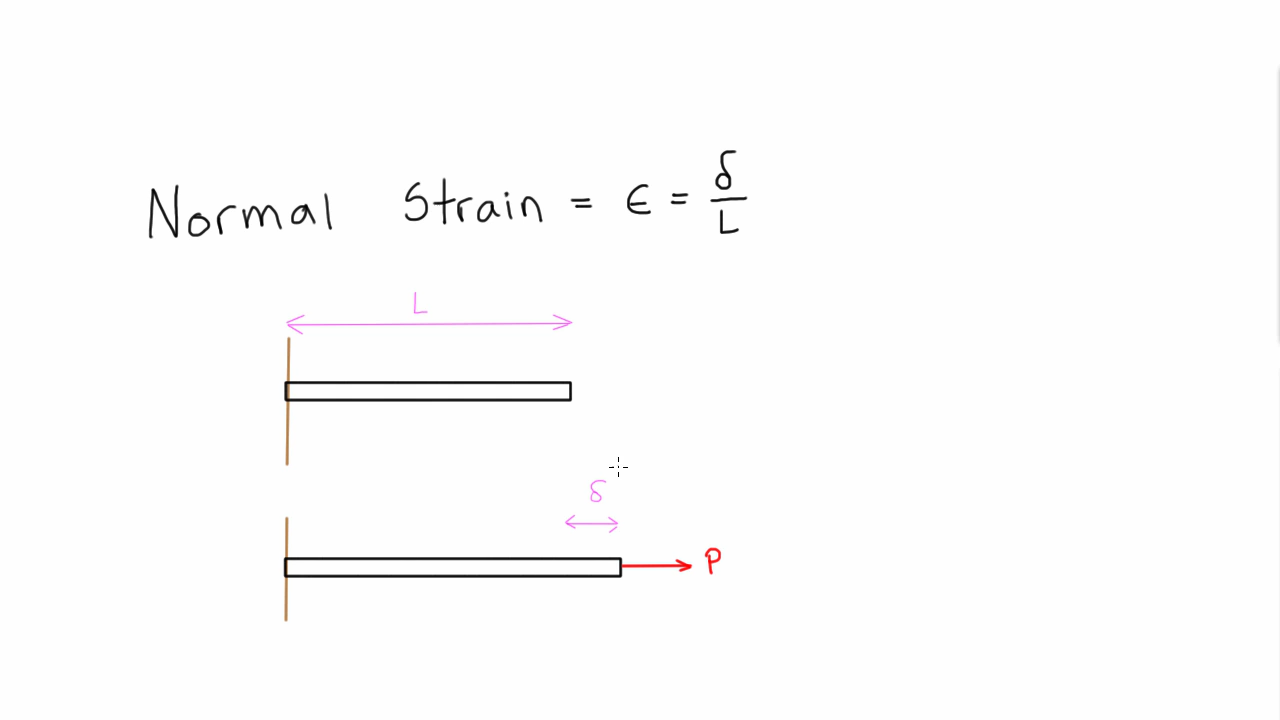 Normal Strain = ϵ = δ/L
L
δ
P